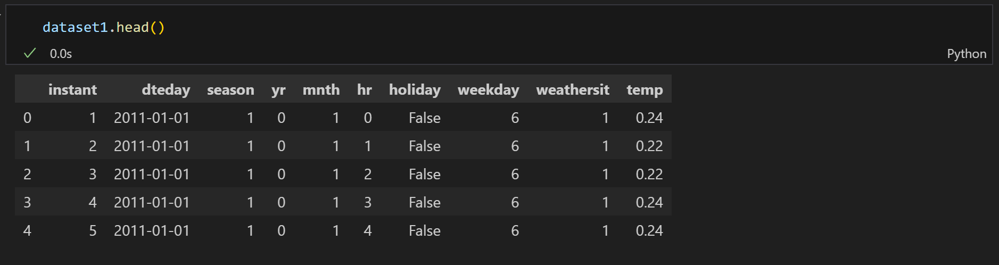 dataset1.head()
0.0s
Python
instant dteday season yr mnth hr holiday weekday weathersit temp
0 1 2011-01-01 1 0 1 0 False 6 1 0.24
1 2 2011-01-01 1 0 1 1 False 6 1 0.22
2 3 2011-01-01 1 0 1 2 False 6 1 0.22
3 4 2011-01-01 1 0 1 3 False 6 1 0.24
4 5 2011-01-01 1 0 1 4 False 6 1 0.24